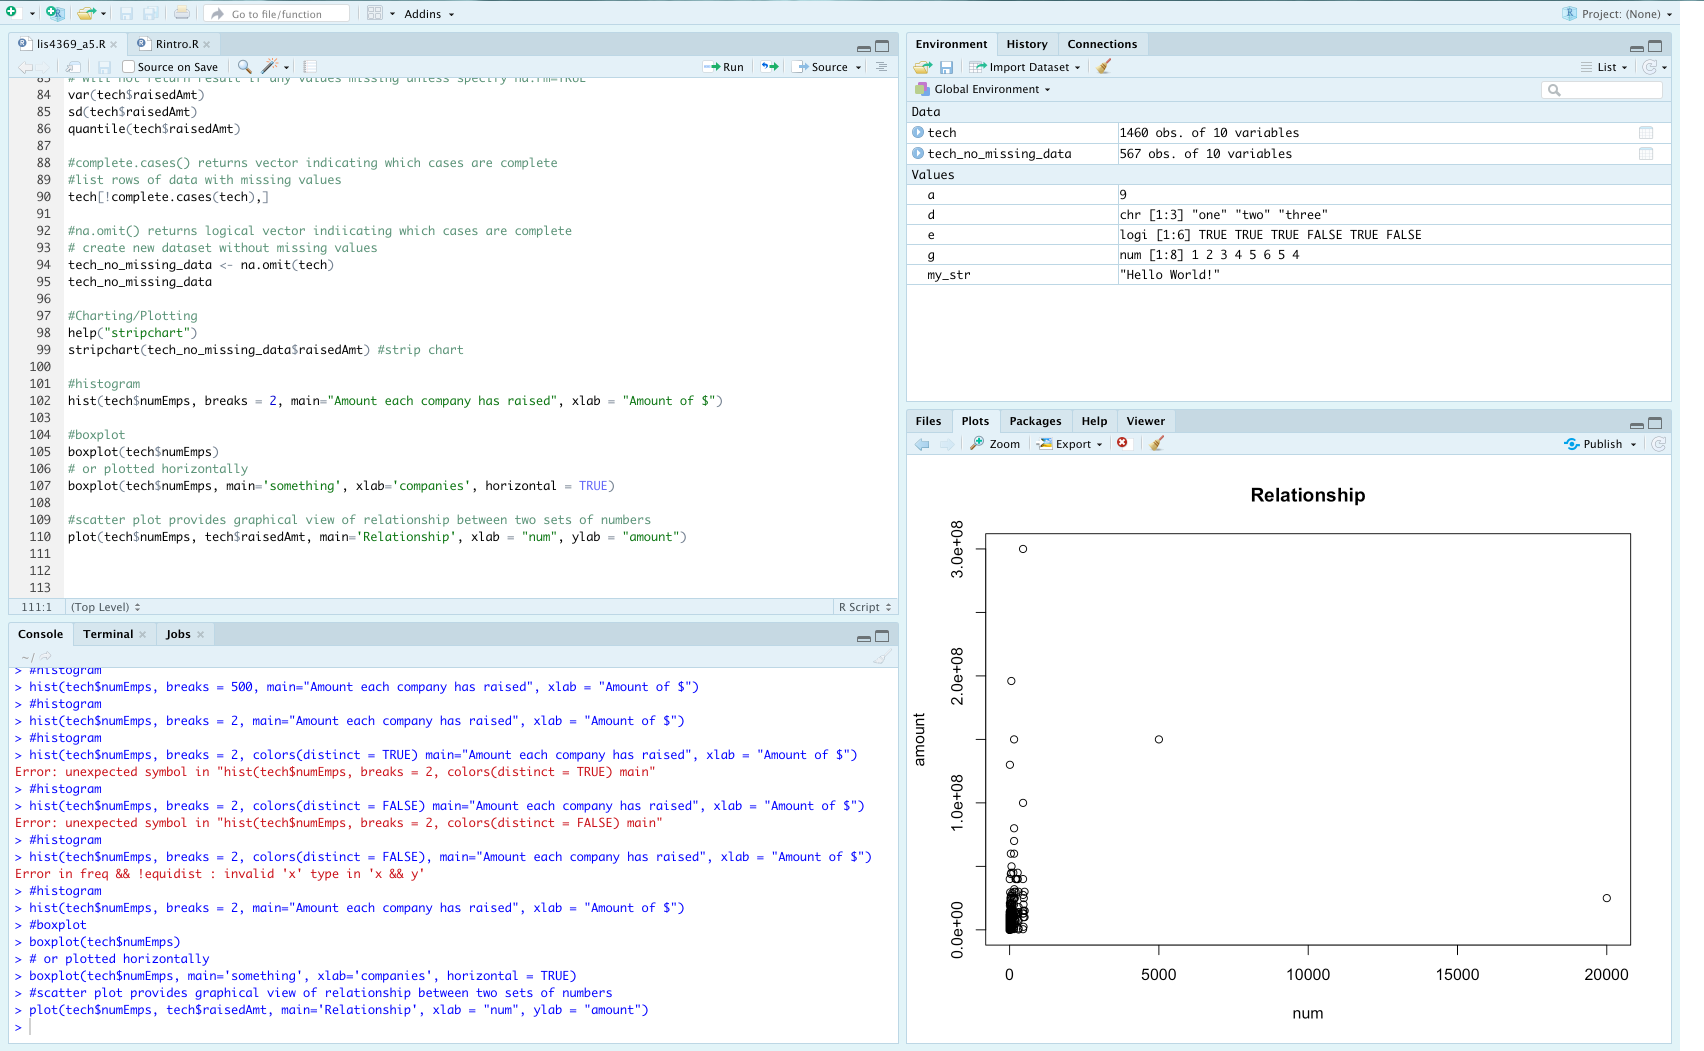 Go to file/function
Addins
Project: (None)
lis4369_a5.R
Rintro.R
Source on Save
Run
Source
83 # will not return result if any values missing unless specify na.rm=TRUE
84 var(tech$raisedAmt)
85 sd(tech$raisedAmt)
86 quantile(tech$raisedAmt)
87
88 #complete.cases() returns vector indicating which cases are complete
89 #list rows of data with missing values
90 tech[!complete.cases(tech),]
91
92 #na.omit() returns logical vector indiicating which cases are complete
93 # create new dataset without missing values
94 tech_no_missing_data <- na.omit(tech)
95 tech_no_missing_data
96
97 #Charting/Plotting
98 help("stripchart")
99 stripchart(tech_no_missing_data$raisedAmt) #strip chart
100
101 #histogram
102 hist(tech$numEmps, breaks = 2, main="Amount each company has raised", xlab = "Amount of $")
103
104 #boxplot
105 boxplot(tech$numEmps)
106 # or plotted horizontally
107 boxplot(tech$numEmps, main='something', xlab='companies', horizontal = TRUE)
108
109 #scatter plot provides graphical view of relationship between two sets of numbers
110 plot(tech$numEmps, tech$raisedAmt, main='Relationship', xlab = "num", ylab = "amount")
111
112
113
111:1 (Top Level) R Script
Console Terminal Jobs
~/
> #histogram
> hist(tech$numEmps, breaks = 500, main="Amount each company has raised", xlab = "Amount of $")
> #histogram
> hist(tech$numEmps, breaks = 2, main="Amount each company has raised", xlab = "Amount of $")
> #histogram
> hist(tech$numEmps, breaks = 2, colors(distinct = TRUE) main="Amount each company has raised", xlab = "Amount of $")
Error: unexpected symbol in "hist(tech$numEmps, breaks = 2, colors(distinct = TRUE) main"
> #histogram
> hist(tech$numEmps, breaks = 2, colors(distinct = FALSE) main="Amount each company has raised", xlab = "Amount of $")
Error: unexpected symbol in "hist(tech$numEmps, breaks = 2, colors(distinct = FALSE) main"
> #histogram
> hist(tech$numEmps, breaks = 2, colors(distinct = FALSE), main="Amount each company has raised", xlab = "Amount of $")
Error in freq && !equidist : invalid 'x' type in 'x && y'
> #histogram
> hist(tech$numEmps, breaks = 2, main="Amount each company has raised", xlab = "Amount of $")
> #boxplot
> boxplot(tech$numEmps)
> # or plotted horizontally
> boxplot(tech$numEmps, main='something', xlab='companies', horizontal = TRUE)
> #scatter plot provides graphical view of relationship between two sets of numbers
> plot(tech$numEmps, tech$raisedAmt, main='Relationship', xlab = "num", ylab = "amount")
>
Environment History Connections
Import Dataset List
Global Environment
Data
tech 1460 obs. of 10 variables
tech_no_missing_data 567 obs. of 10 variables
Values
a 9
d chr [1:3] "one" "two" "three"
e logi [1:6] TRUE TRUE TRUE FALSE TRUE FALSE
g num [1:8] 1 2 3 4 5 6 5 4
my_str "Hello World!"
Files Plots Packages Help Viewer
Zoom Export Publish
Relationship
3.0e+08
2.0e+08
1.0e+08
0.0e+00
amount
0 5000 10000 15000 20000
num